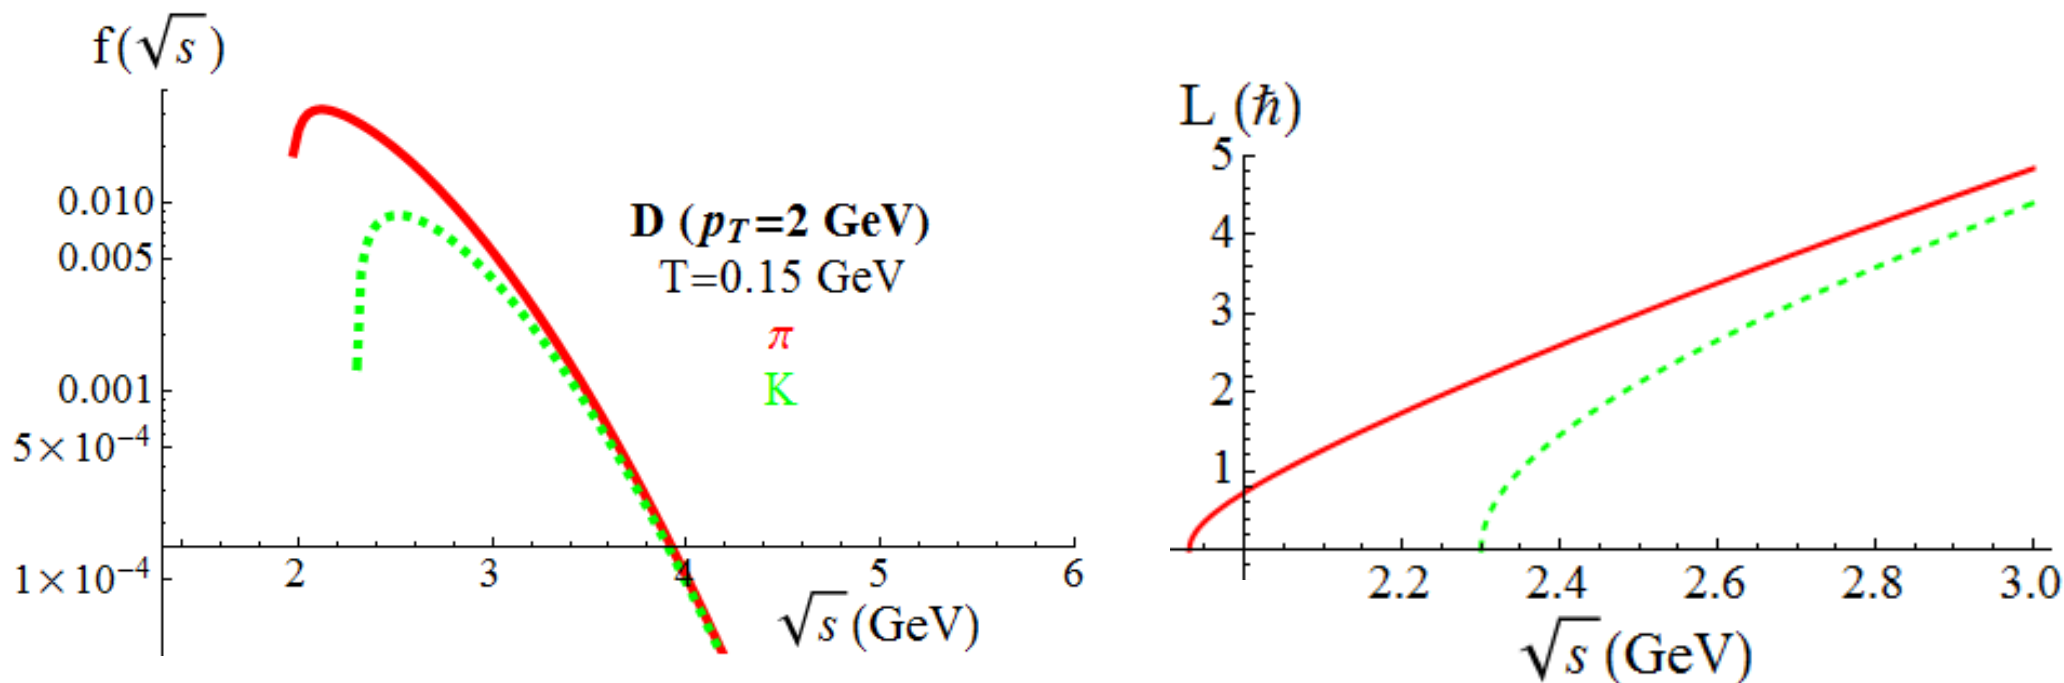 f(√s)
0.010
0.005
0.001
5×10⁻⁴
1×10⁻⁴
D (p_T=2 GeV)
T=0.15 GeV
π
K
2 3 4 5 6
√s (GeV)
L (ħ)
5
4
3
2
1
2.2 2.4 2.6 2.8 3.0
√s (GeV)